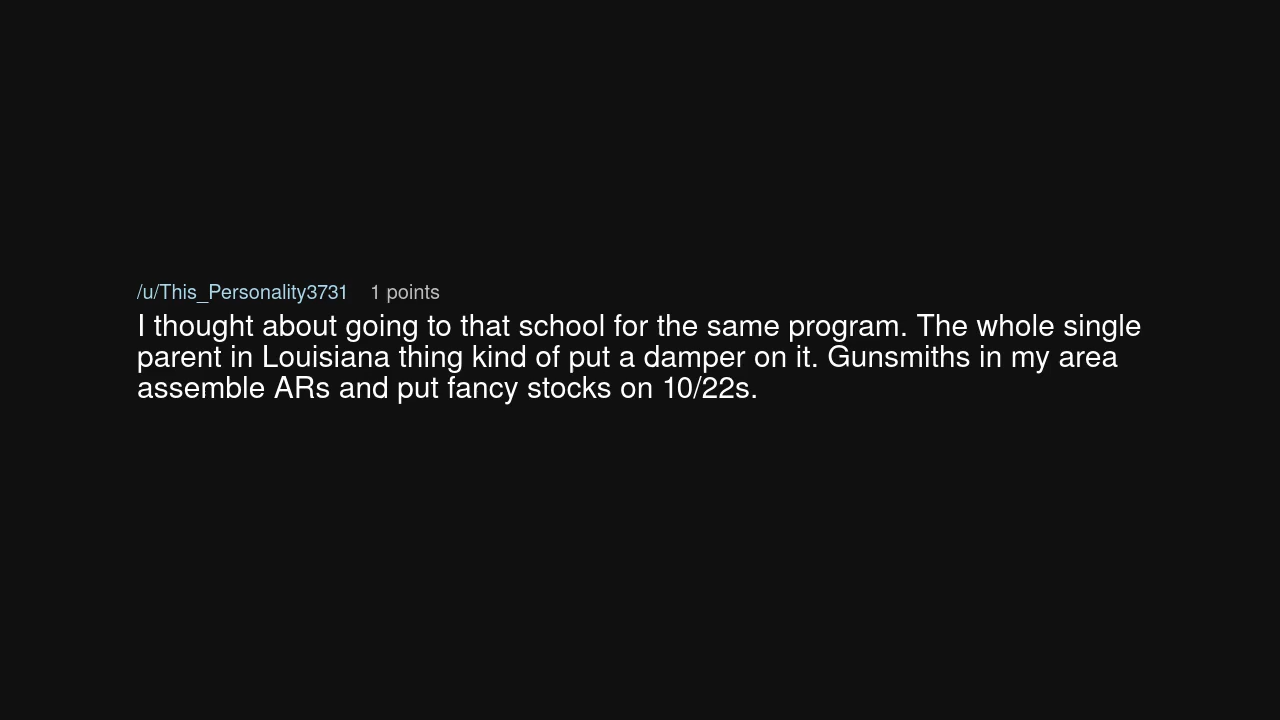 /u/This_Personality3731 1 points
I thought about going to that school for the same program. The whole single
parent in Louisiana thing kind of put a damper on it. Gunsmiths in my area
assemble ARs and put fancy stocks on 10/22s.